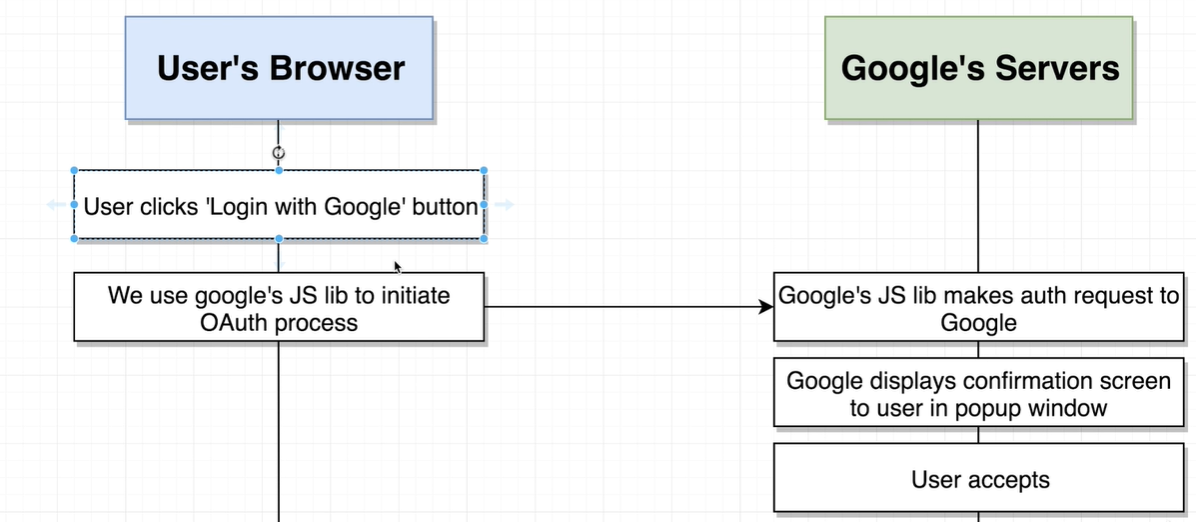 User's Browser
Google's Servers
User clicks 'Login with Google' button
We use google's JS lib to initiate
OAuth process
Google's JS lib makes auth request to
Google
Google displays confirmation screen
to user in popup window
User accepts